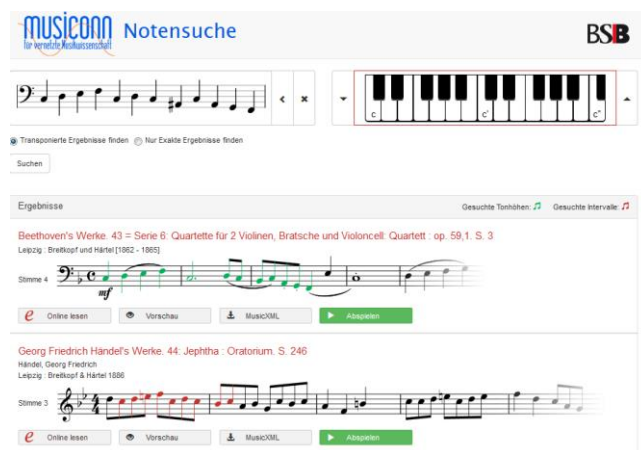 musiconn Notensuche BSB
für vernetzte Musikwissenschaft
c c' c"
Transponierte Ergebnisse finden Nur Exakte Ergebnisse finden
Suchen
Ergebnisse Gesuchte Tonhöhen: Gesuchte Intervalle:
Beethoven's Werke. 43 = Serie 6: Quartette für 2 Violinen, Bratsche und Violoncell: Quartett : op. 59,1. S. 3
Leipzig : Breitkopf und Härtel [1862 - 1865]
Stimme 4
mf
e Online lesen Vorschau MusicXML Abspielen
Georg Friedrich Händel's Werke. 44: Jephtha : Oratorium. S. 246
Händel, Georg Friedrich
Leipzig : Breitkopf & Härtel 1886
Stimme 3
e Online lesen Vorschau MusicXML Abspielen